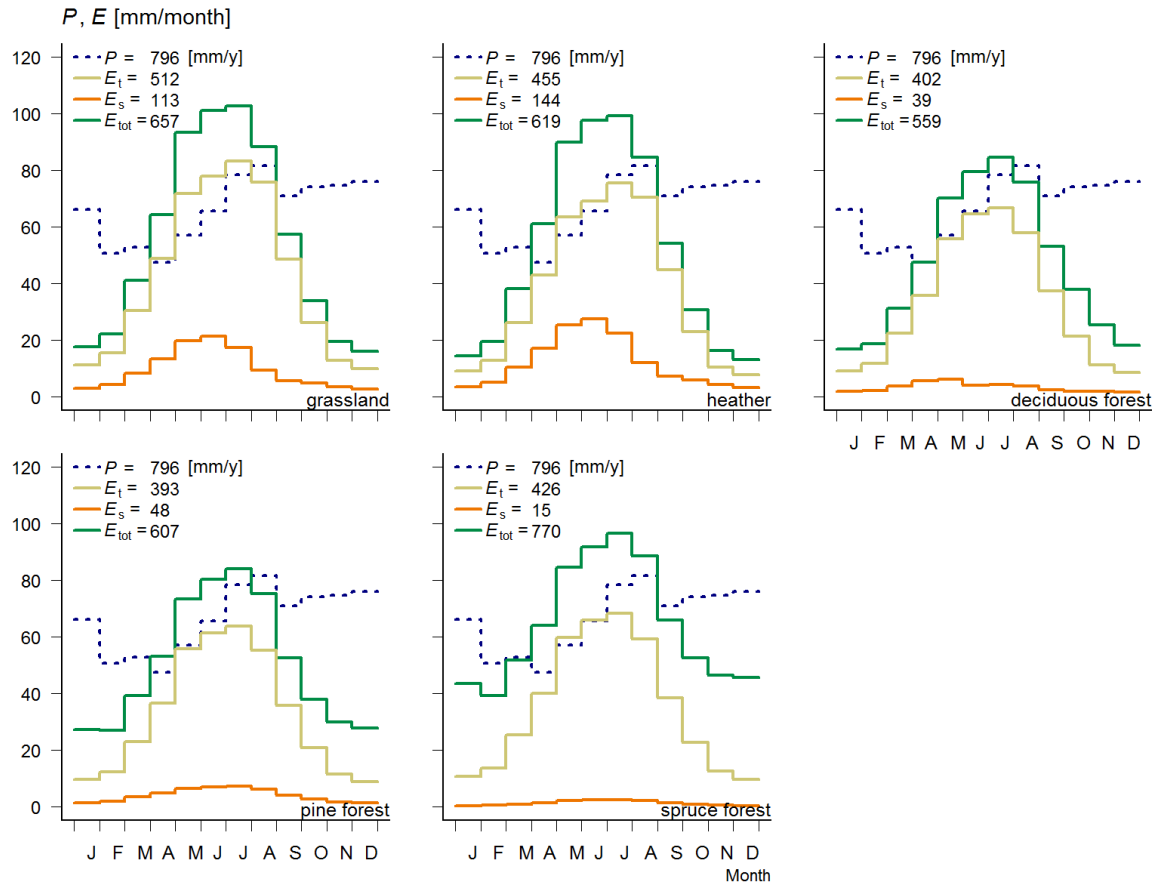 P, E [mm/month]
120
100
80
60
40
20
0
P = 796 [mm/y]
Et = 512
Es = 113
Etot = 657
grassland
P = 796 [mm/y]
Et = 455
Es = 144
Etot = 619
heather
P = 796 [mm/y]
Et = 402
Es = 39
Etot = 559
deciduous forest
J F M A M J J A S O N D
120
100
80
60
40
20
0
P = 796 [mm/y]
Et = 393
Es = 48
Etot = 607
pine forest
J F M A M J J A S O N D
P = 796 [mm/y]
Et = 426
Es = 15
Etot = 770
spruce forest
J F M A M J J A S O N D
Month